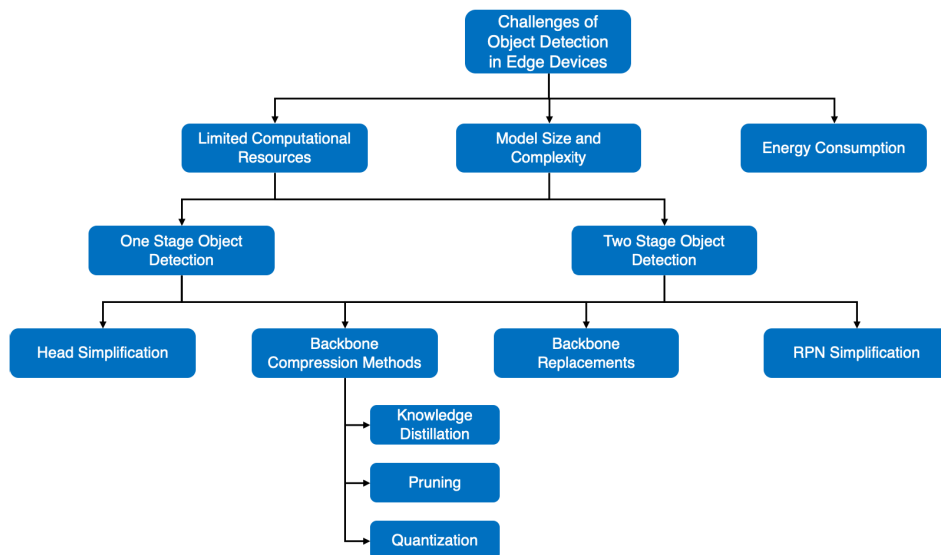 Challenges of
Object Detection
in Edge Devices
Limited Computational
Resources
Model Size and
Complexity
Energy Consumption
One Stage Object
Detection
Two Stage Object
Detection
Head Simplification
Backbone
Compression Methods
Backbone
Replacements
RPN Simplification
Knowledge
Distillation
Pruning
Quantization